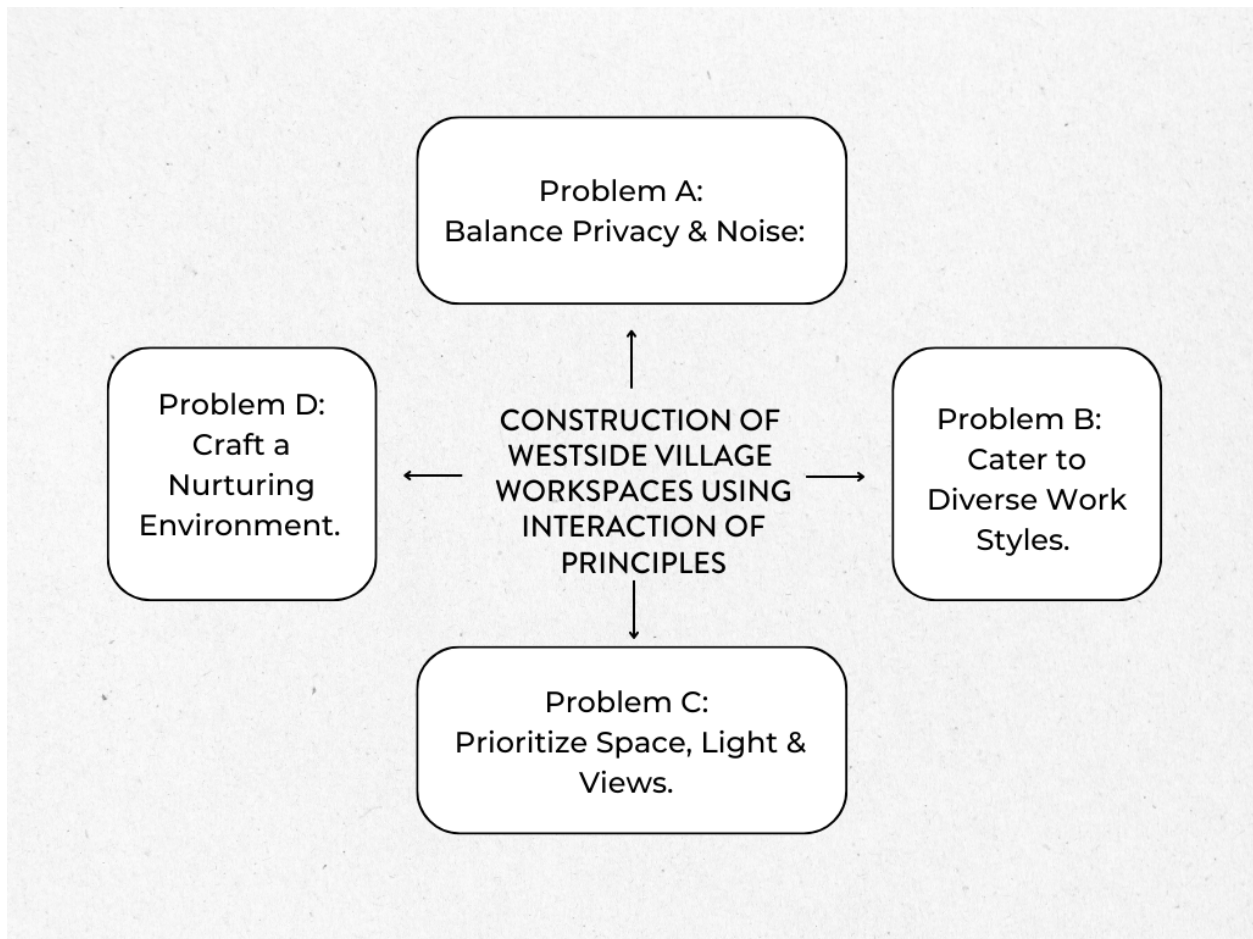 Problem A:
Balance Privacy & Noise:
Problem D:
Craft a
Nurturing
Environment.
CONSTRUCTION OF
WESTSIDE VILLAGE
WORKSPACES USING
INTERACTION OF
PRINCIPLES
Problem B:
Cater to
Diverse Work
Styles.
Problem C:
Prioritize Space, Light &
Views.